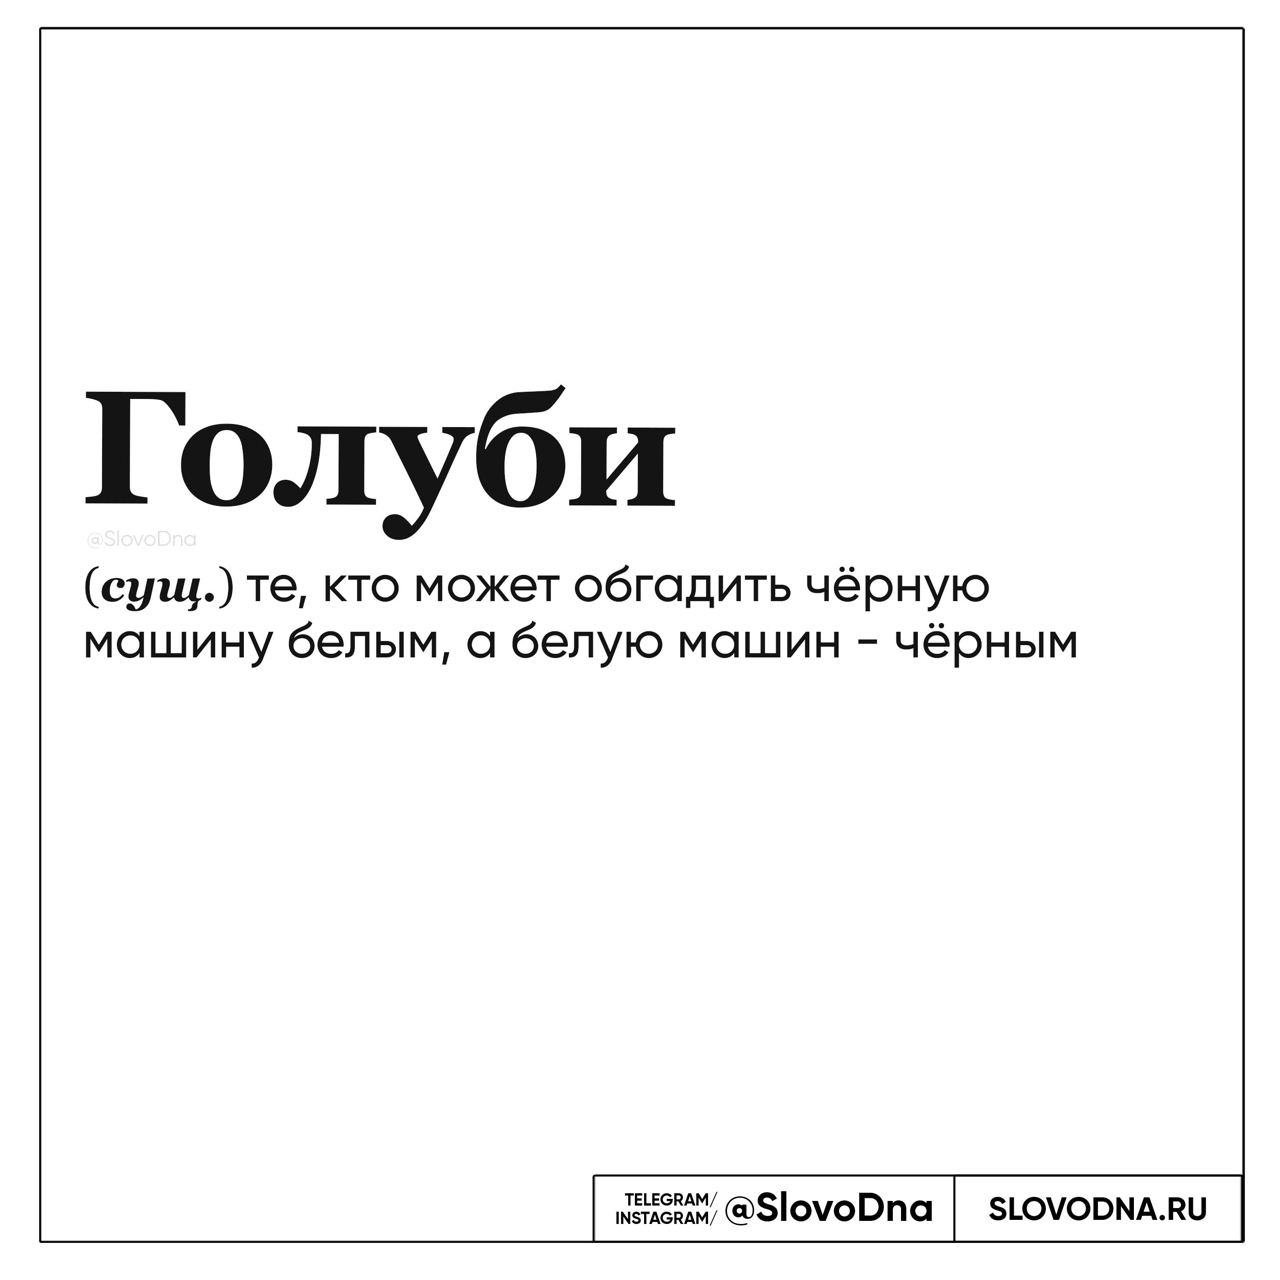 Голуби
@SlovoDna
(сущ.) те, кто может обгадить чёрную
машину белым, а белую машин - чёрным
TELEGRAM/
INSTAGRAM/
@SlovoDna
SLOVODNA.RU